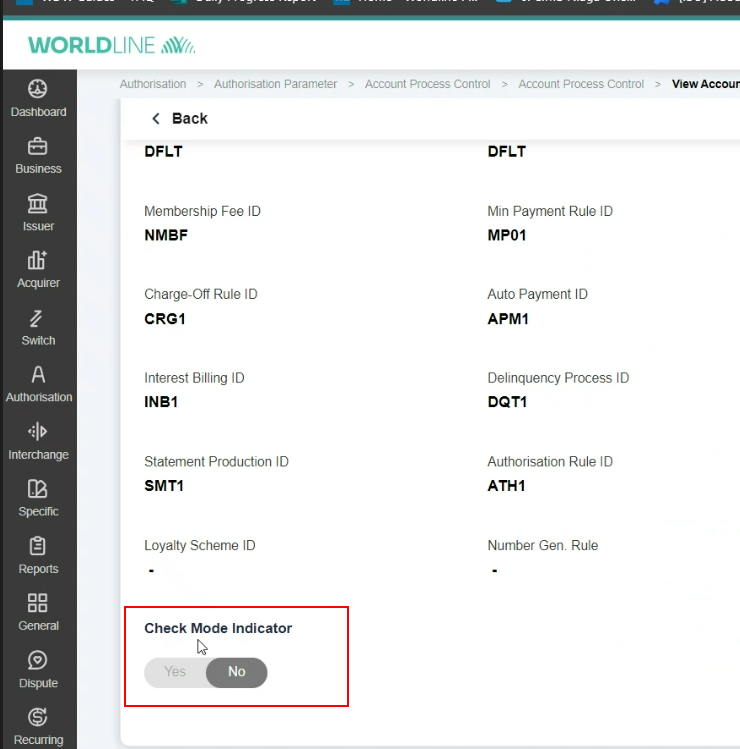 WORLDLINE
Authorisation > Authorisation Parameter > Account Process Control > Account Process Control > View Accoun
Dashboard
Business
Issuer
Acquirer
Switch
Authorisation
Interchange
Specific
Reports
General
Dispute
Recurring
Back
DFLT DFLT
Membership Fee ID Min Payment Rule ID
NMBF MP01
Charge-Off Rule ID Auto Payment ID
CRG1 APM1
Interest Billing ID Delinquency Process ID
INB1 DQT1
Statement Production ID Authorisation Rule ID
SMT1 ATH1
Loyalty Scheme ID Number Gen. Rule
- -
Check Mode Indicator
Yes No